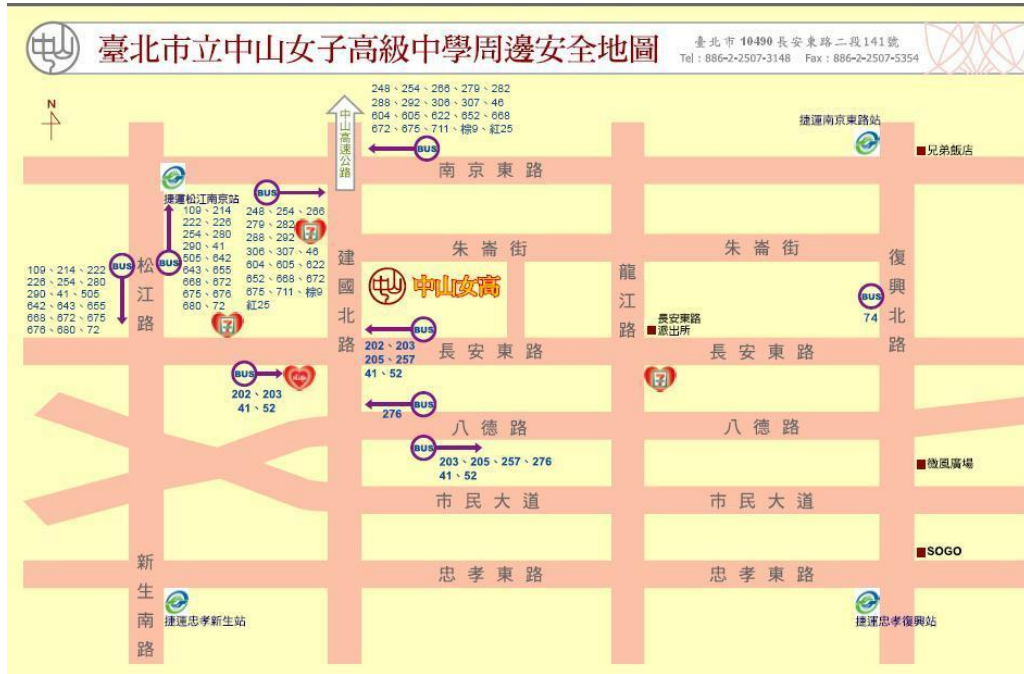 臺北市立中山女子高級中學周邊安全地圖
臺北市 10490 長安東路二段141號
Tel：886-2-2507-3148 Fax：886-2-2507-5354
N
中山高速公路
248、254、266、279、282
288、292、306、307、46
604、605、622、652、668
672、675、711、棕9、紅25
BUS
南京東路
捷運南京東路站
兄弟飯店
捷運松江南京站
109、214
222、226
254、280
290、41
505、642
643、655
668、672
675、676
680、72
BUS
BUS
248、254、266
279、282
288、292
306、307、46
604、605、622
652、668、672
675、711、棕9
紅25
7
109、214、222
226、254、280
290、41、505
642、643、655
668、672、675
676、680、72
BUS
松江路
7
建國北路
朱崙街
朱崙街
中山女高
龍江路
復興北路
BUS
74
長安東路
派出所
BUS
202、203
205、257
41、52
長安東路
長安東路
7
BUS
202、203
41、52
BUS
276
八德路
八德路
BUS
203、205、257、276
41、52
微風廣場
市民大道
市民大道
SOGO
新生南路
忠孝東路
忠孝東路
捷運忠孝新生站
捷運忠孝復興站